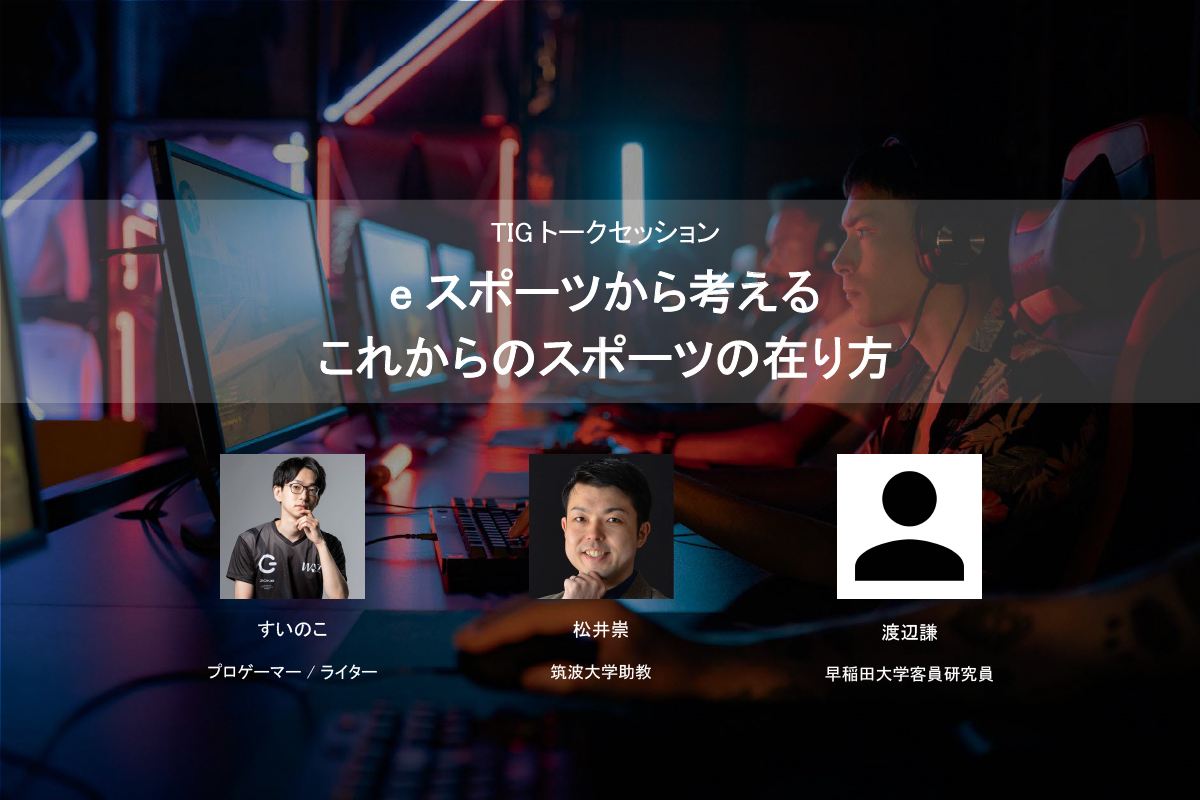 TIG トークセッション
e スポーツから考える
これからのスポーツの在り方
すいのこ
松井崇
渡辺謙
プロゲーマー / ライター
筑波大学助教
早稲田大学客員研究員